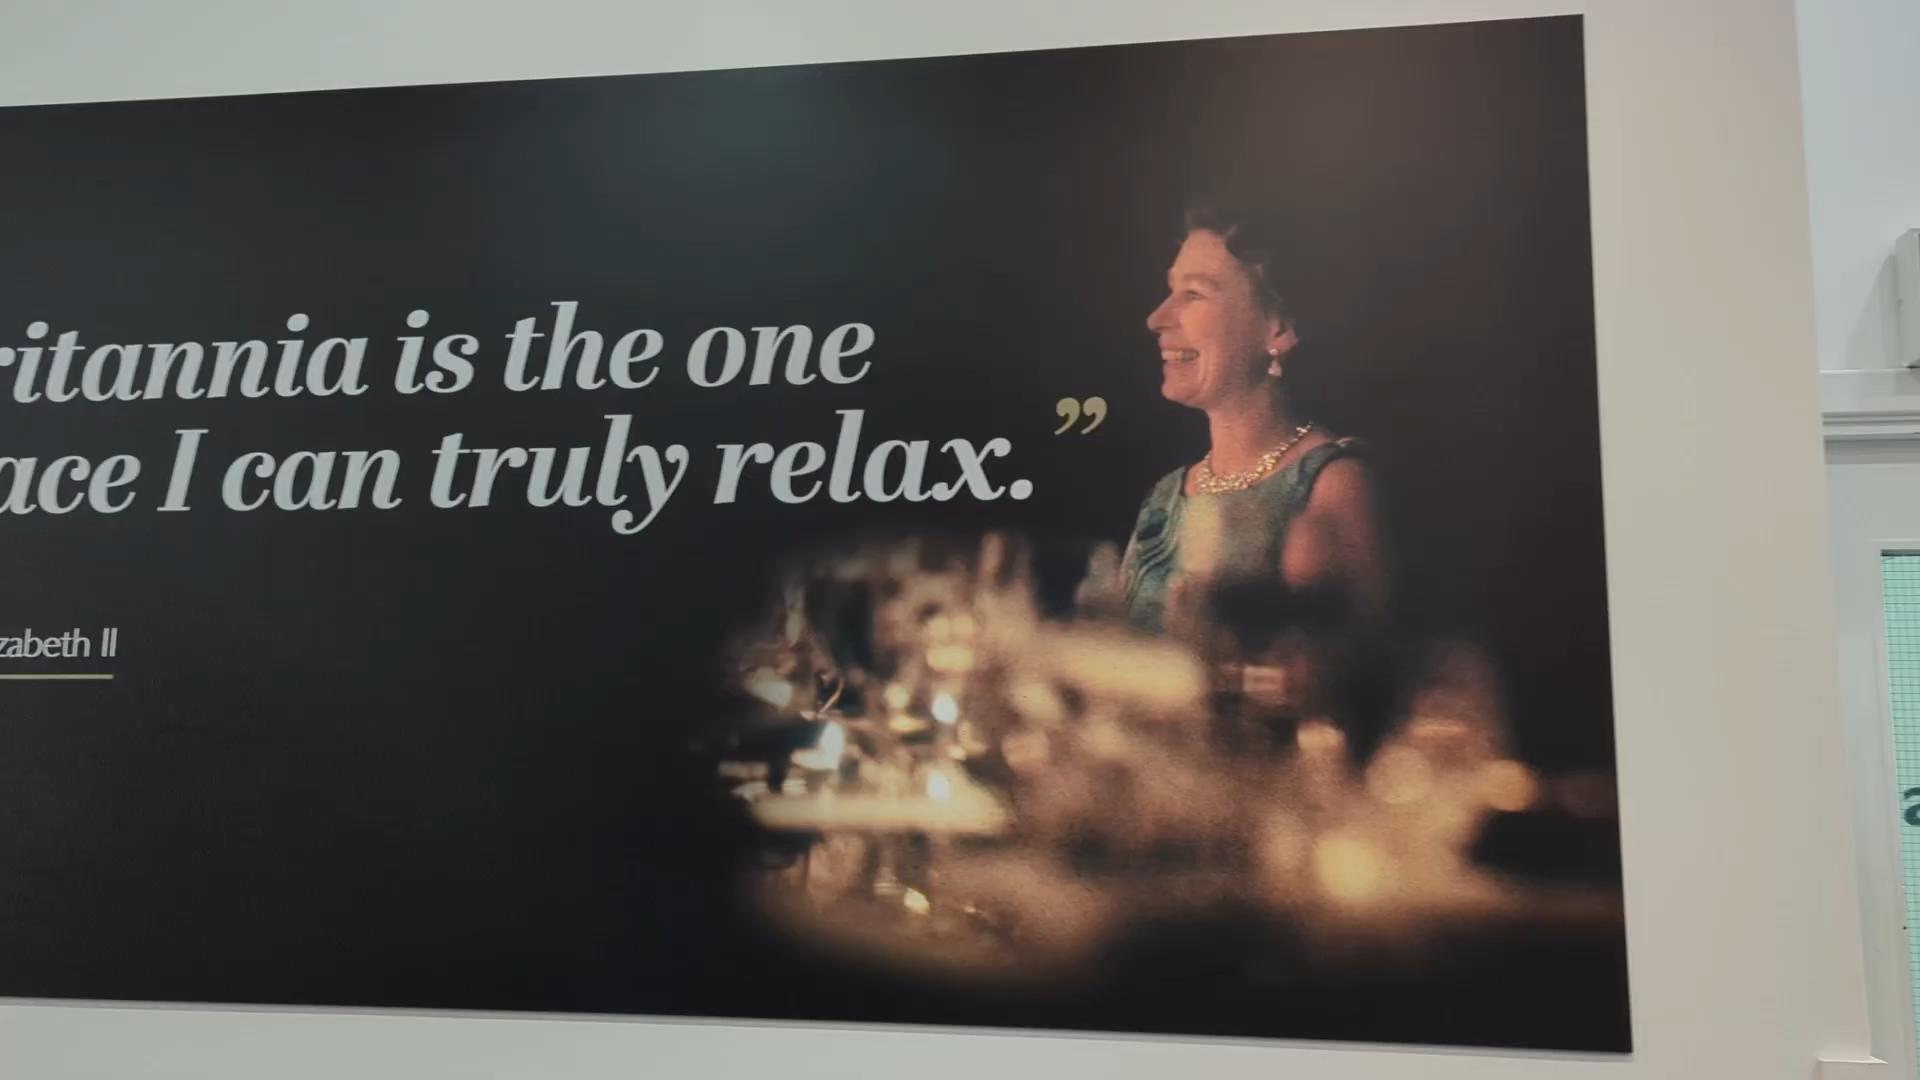 ritannia is the one
ace I can truly relax.”
zabeth II